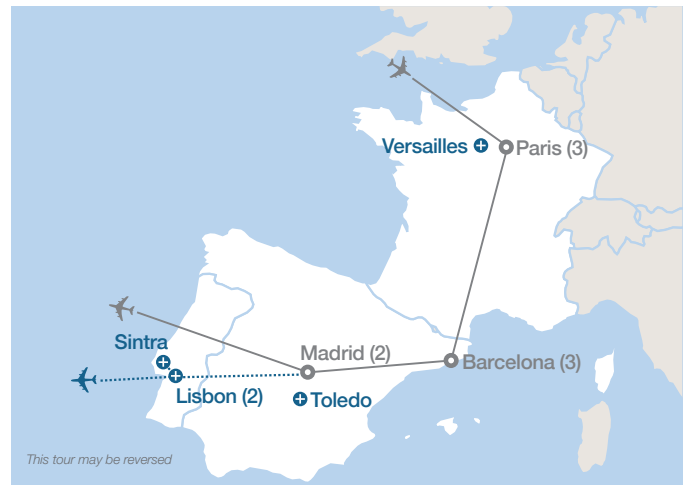 Versailles
Paris (3)
Sintra
Madrid (2)
Barcelona (3)
Lisbon (2)
Toledo
This tour may be reversed